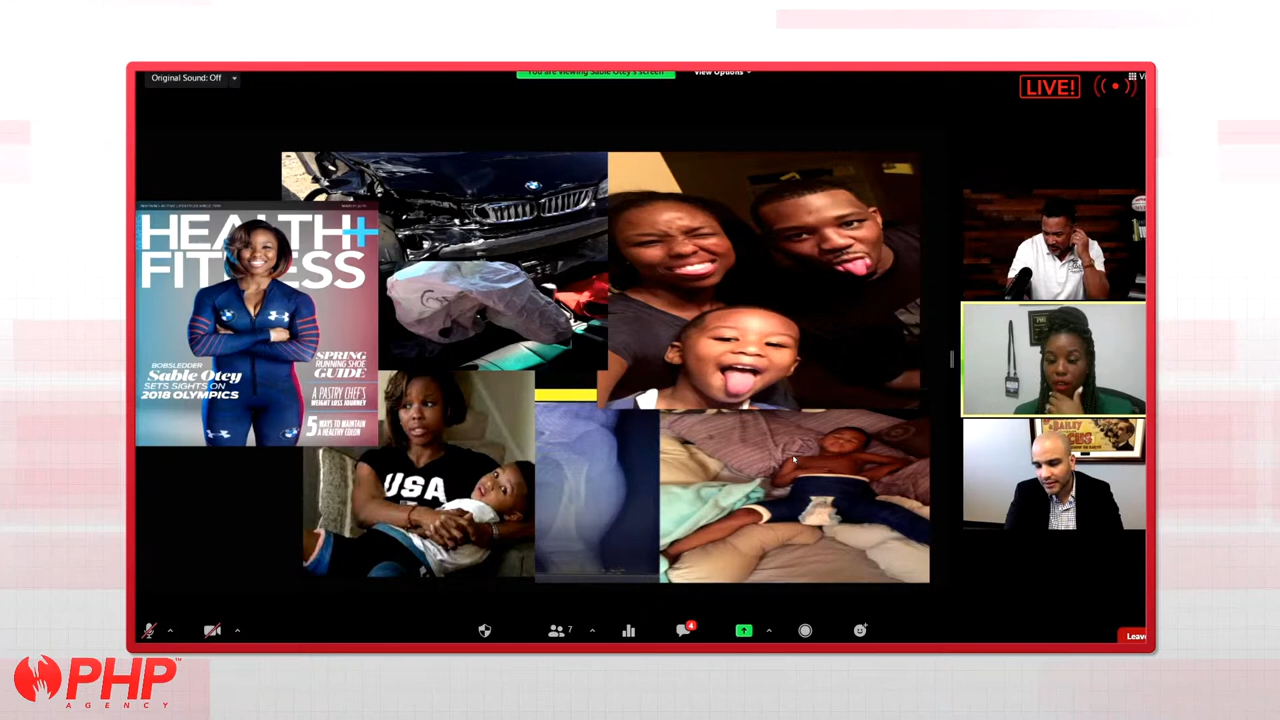 Original Sound: Off
You are viewing Sable Otey's screen
View Options
LIVE!
HEALTH+
FITNESS
BOBSLEDDER
Sable Otey
SETS SIGHTS ON
2018 OLYMPICS
SPRING
RUNNING SHOE
GUIDE
A PASTRY CHEF'S
WEIGHT LOSS JOURNEY
5 WAYS TO MAINTAIN
A HEALTHY COLON
USA
BAILEY
7
4
Leav
PHP™
AGENCY